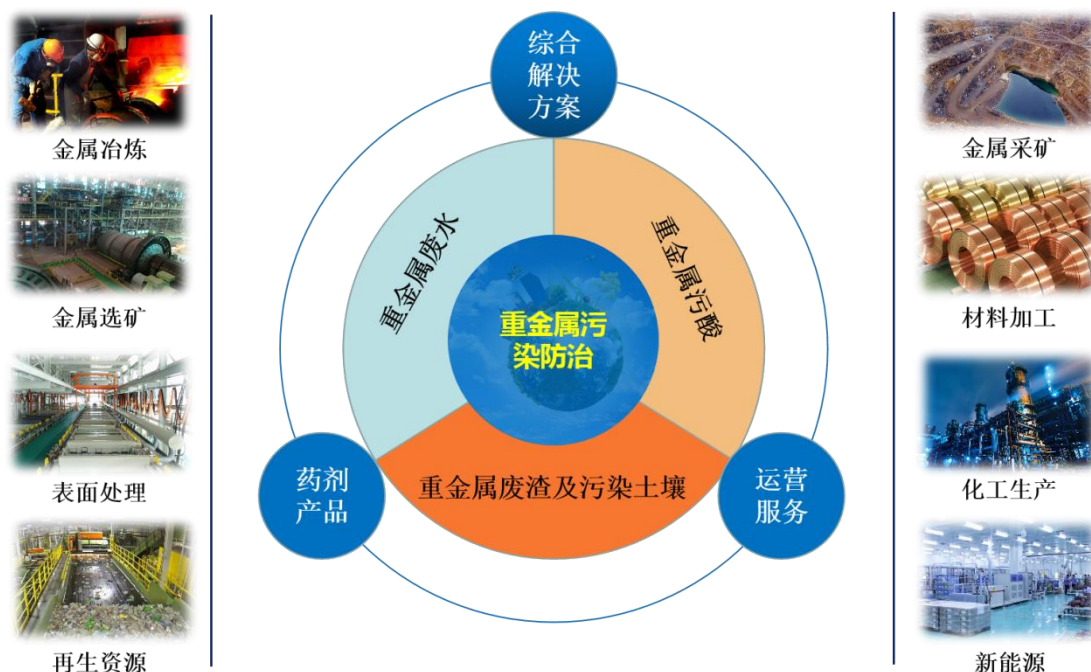 金属冶炼
金属选矿
表面处理
再生资源
综合
解决
方案
重金属废水
重金属污酸
重金属污
染防治
重金属废渣及污染土壤
药剂
产品
运营
服务
金属采矿
材料加工
化工生产
新能源